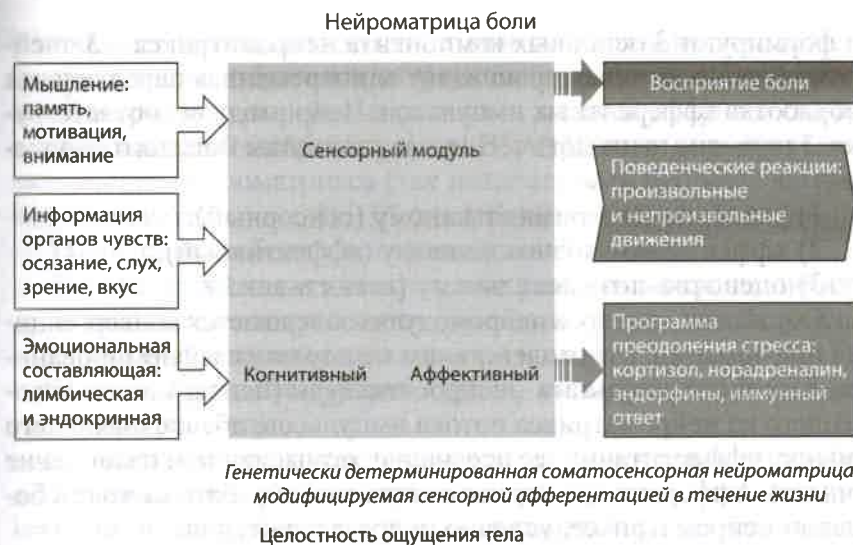 Нейроматрица боли
Мышление:
память,
мотивация,
внимание
Информация
органов чувств:
осязание, слух,
зрение, вкус
Эмоциональная
составляющая:
лимбическая
и эндокринная
Сенсорный модуль
Когнитивный Аффективный
Восприятие боли
Поведенческие реакции:
произвольные
и непроизвольные
движения
Программа
преодоления стресса:
кортизол, норадреналин,
эндорфины, иммунный
ответ
Генетически детерминированная соматосенсорная нейроматрица
модифицируемая сенсорной афферентацией в течение жизни
Целостность ощущения тела